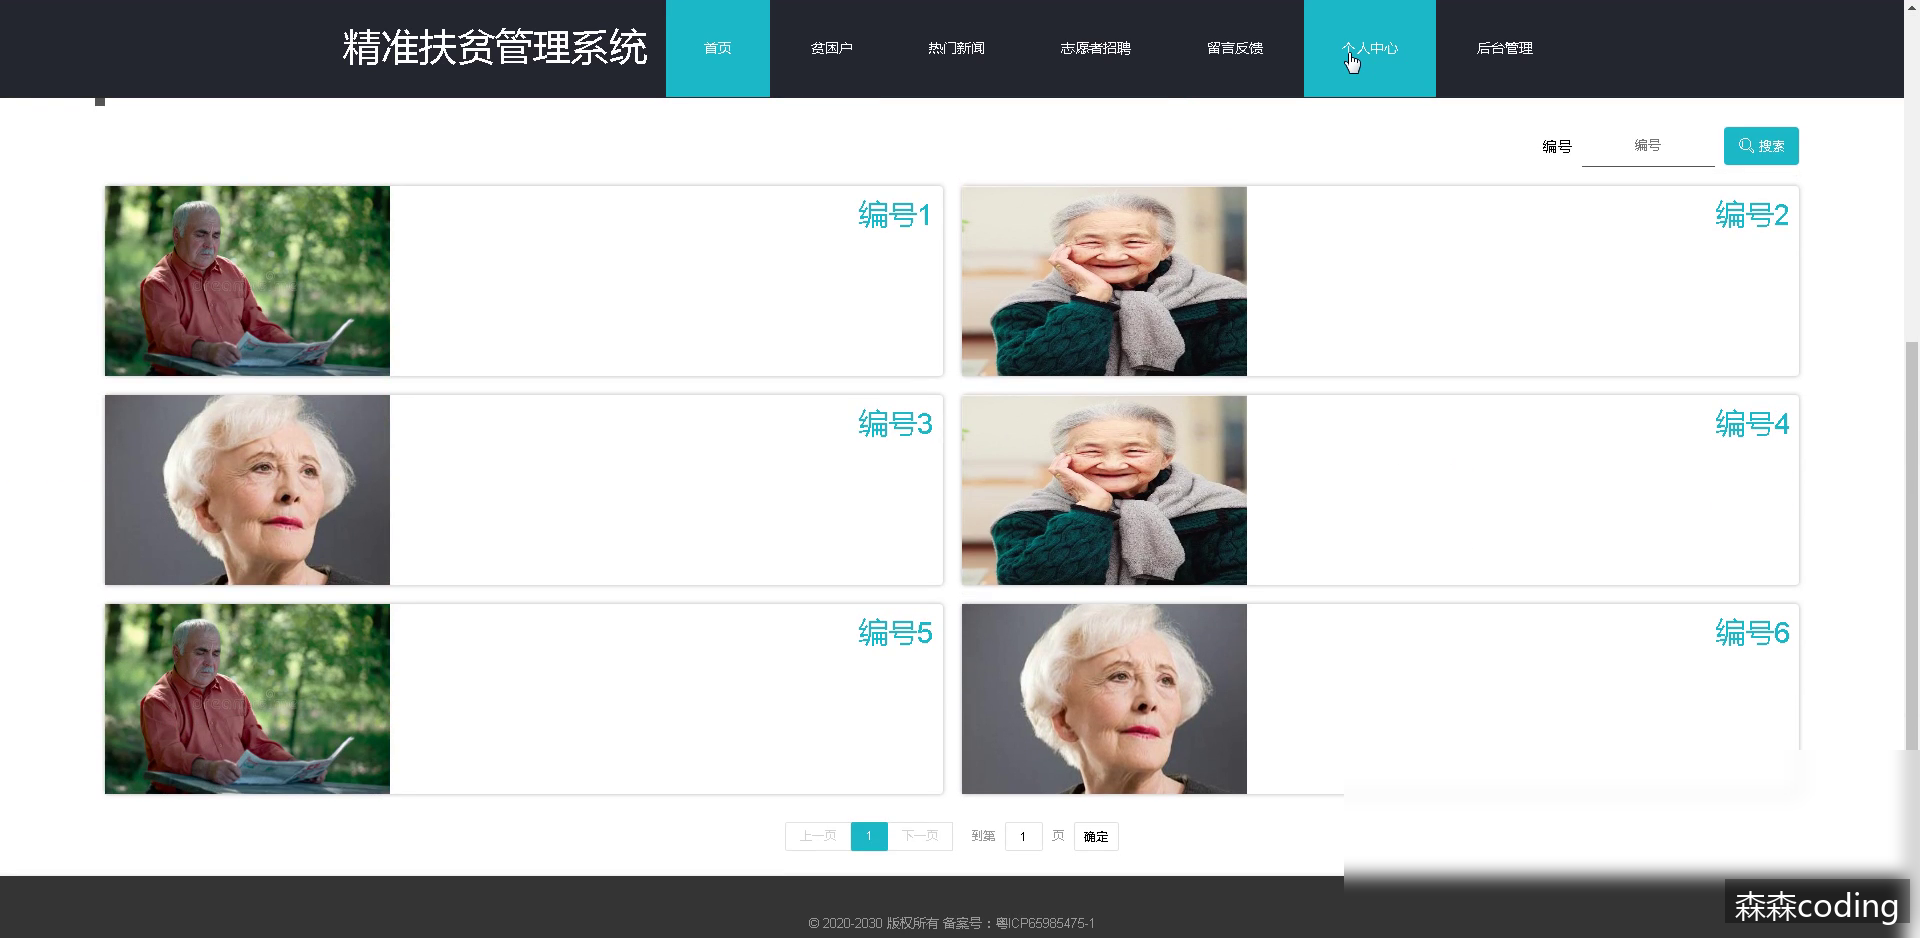 精准扶贫管理系统 首页 贫困户 热门新闻 志愿者招聘 留言反馈 个人中心 后台管理
编号 编号 搜索
编号1 编号2
编号3 编号4
编号5 编号6
上一页 1 下一页 到第 1 页 确定
© 2020-2030 版权所有 备案号：粤ICP65985475-1
森森coding